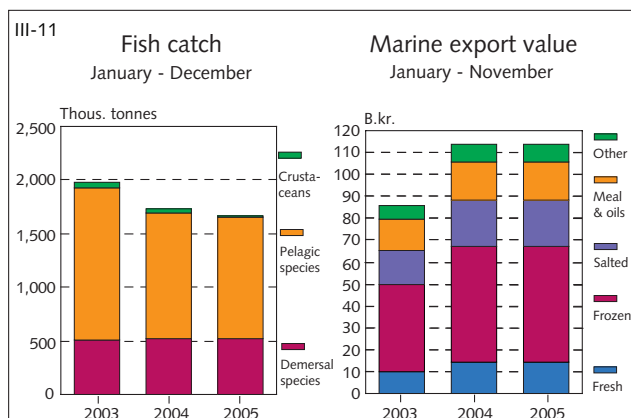 III-11
Fish catch
January - December
Thous. tonnes
2,500
2,000
1,500
1,000
500
0
2003
2004
2005
Crusta-
ceans
Pelagic
species
Demersal
species
Marine export value
January - November
B.kr.
120
110
100
90
80
70
60
50
40
30
20
10
0
2003
2004
2005
Other
Meal
& oils
Salted
Frozen
Fresh